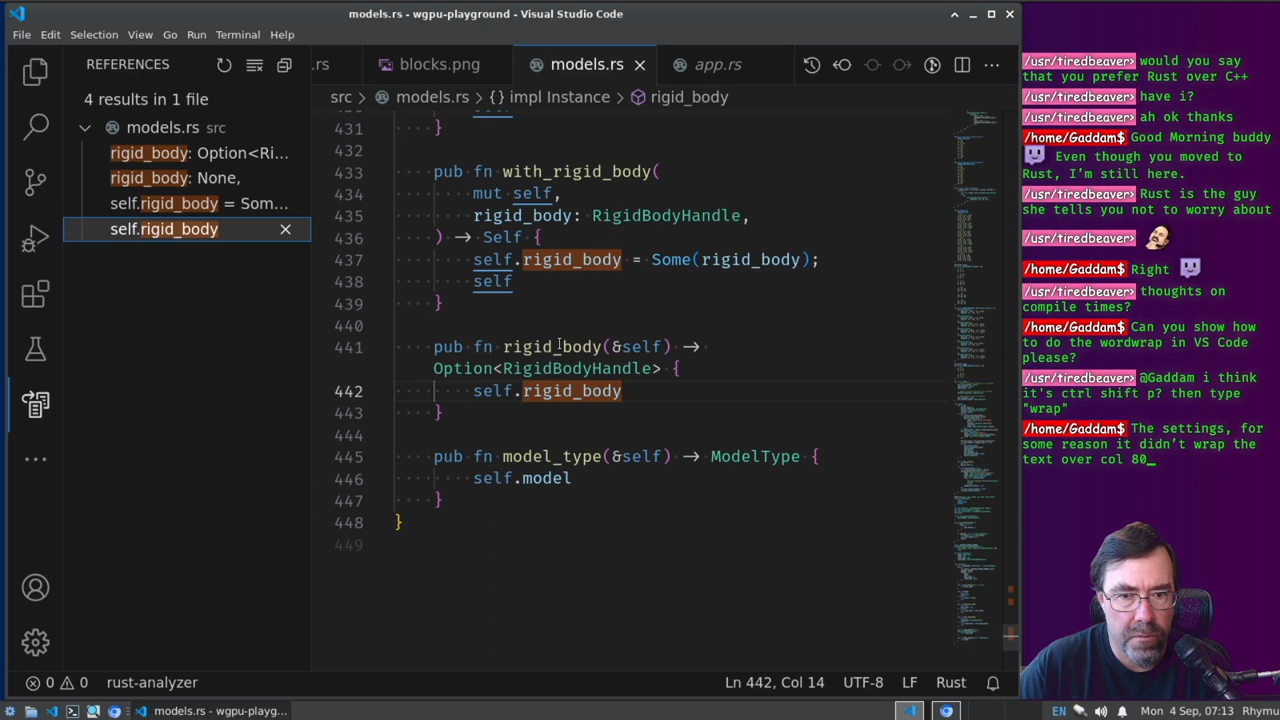 models.rs - wgpu-playground - Visual Studio Code
File Edit Selection View Go Run Terminal Help
REFERENCES
4 results in 1 file
models.rs src
rigid_body: Option<RI...
rigid_body: None,
self.rigid_body = So
self.rigid_body
.rs blocks.png models.rs app.rs
src > models.rs > {} impl Instance > rigid_body
431 }
432
433 pub fn with_rigid_body(
434 mut self,
435 rigid_body: RigidBodyHandle,
436 ) → Self {
437 self.rigid_body = Some(rigid_body);
438 self
439 }
440
441 pub fn rigid_body(&self) →
Option<RigidBodyHandle> {
442 self.rigid_body
443 }
444
445 pub fn model_type(&self) → ModelType {
446 self.model
447 }
448 }
449
0 0 rust-analyzer Ln 442, Col 14 UTF-8 LF Rust
models.rs - wgpu-playg... EN Mon 4 Sep, 07:13 Rhymu
/usr/tiredbeaver> would you say
that you prefer Rust over C++
/usr/tiredbeaver> have i?
/usr/tiredbeaver> ah ok thanks
/home/Gaddam$ Good Morning buddy
Even though you moved to
Rust, I’m still here.
/usr/tiredbeaver> Rust is the guy
she tells you not to worry about
/usr/tiredbeaver>
/home/Gaddam$ Right
/usr/tiredbeaver> thoughts on
compile times?
/home/Gaddam$ Can you show how
to do the wordwrap in VS Code
please?
/usr/tiredbeaver> @Gaddam i think
it's ctrl shift p? then type
"wrap"
/home/Gaddam$ The settings, for
some reason it didn’t wrap the
text over col 80_